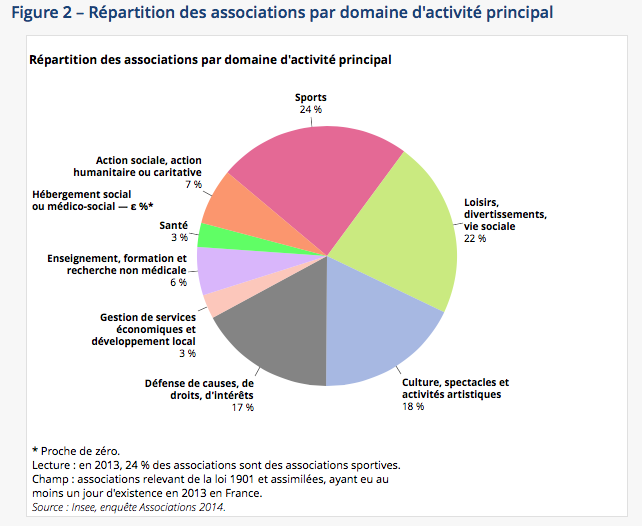 Figure 2 – Répartition des associations par domaine d'activité principal
Répartition des associations par domaine d'activité principal
Sports
24 %
Loisirs,
divertissements,
vie sociale
22 %
Culture, spectacles et
activités artistiques
18 %
Défense de causes, de
droits, d'intérêts
17 %
Gestion de services
économiques et
développement local
3 %
Enseignement, formation et
recherche non médicale
6 %
Santé
3 %
Hébergement social
ou médico-social — ε %*
Action sociale, action
humanitaire ou caritative
7 %
* Proche de zéro.
Lecture : en 2013, 24 % des associations sont des associations sportives.
Champ : associations relevant de la loi 1901 et assimilées, ayant eu au
moins un jour d'existence en 2013 en France.
Source : Insee, enquête Associations 2014.